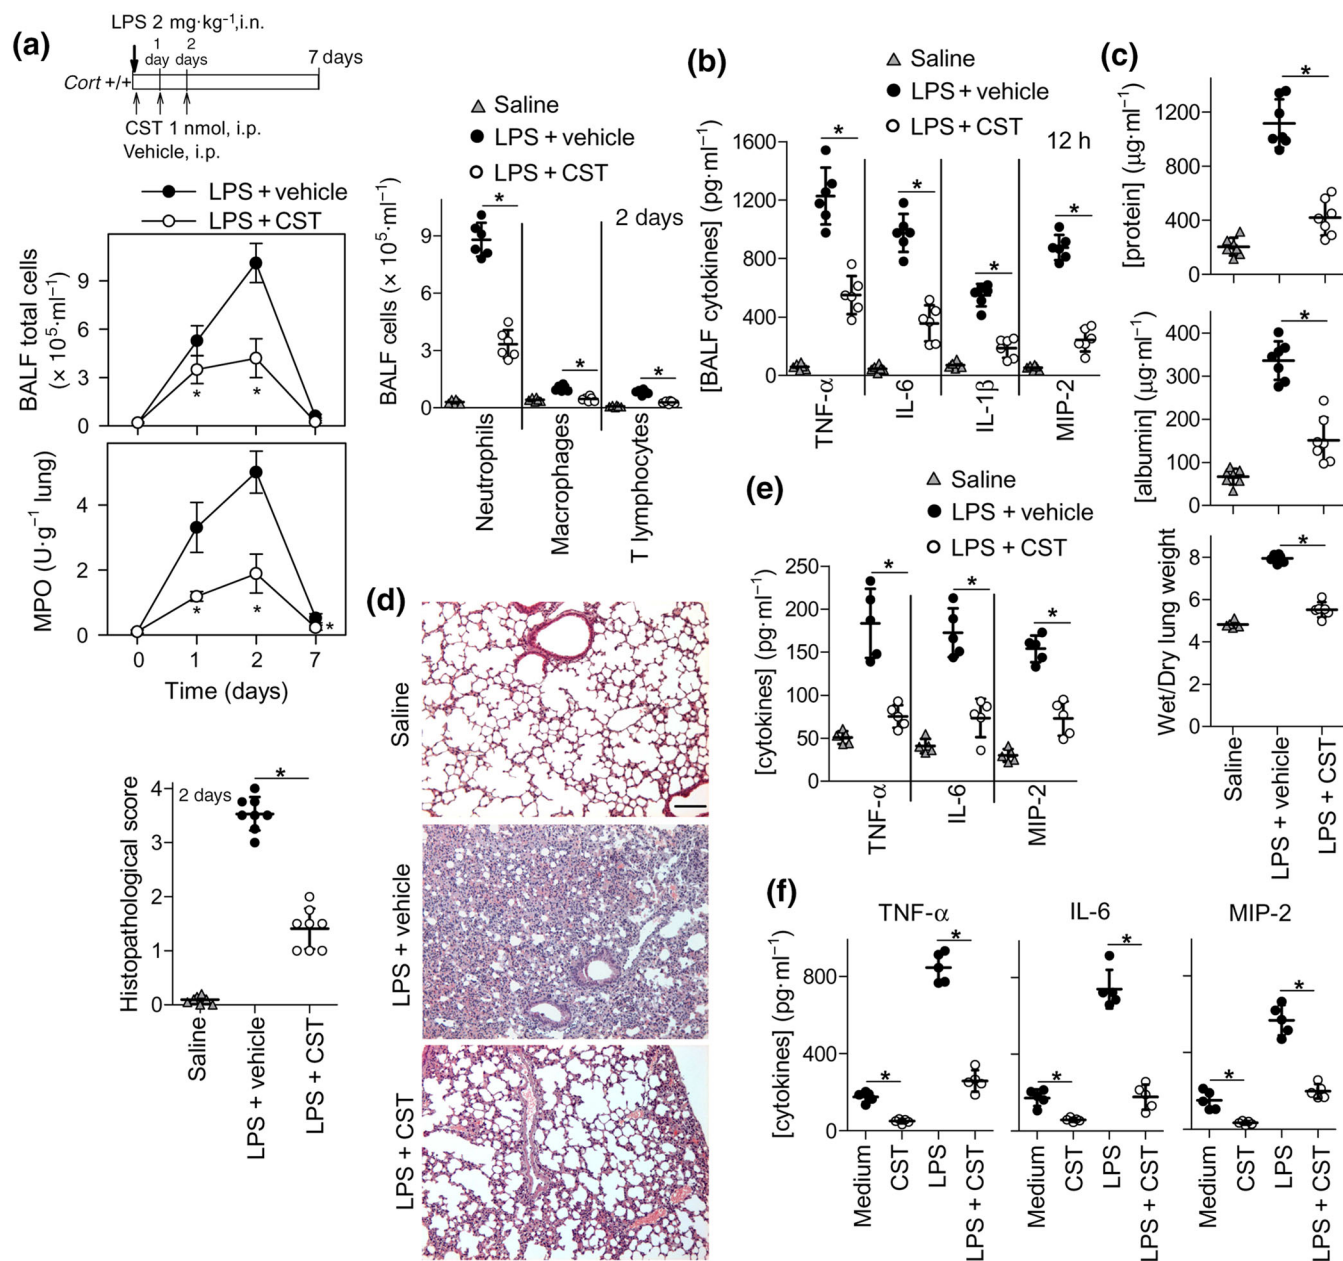 (a)
LPS 2 mg·kg⁻¹,i.n.
1 day
2 days
7 days
Cort +/+
CST 1 nmol, i.p.
Vehicle, i.p.
LPS + vehicle
LPS + CST
BALF total cells (× 10⁵·ml⁻¹)
9
6
3
0
*
*
MPO (U·g⁻¹ lung)
4
2
0
*
*
*
0
1
2
7
Time (days)
Saline
LPS + vehicle
LPS + CST
BALF cells (× 10⁵·ml⁻¹)
9
6
3
0
2 days
*
*
*
Neutrophils
Macrophages
T lymphocytes
(b)
Saline
LPS + vehicle
LPS + CST
12 h
[BALF cytokines] (pg·ml⁻¹)
1600
1200
800
400
0
*
*
*
*
TNF-α
IL-6
IL-1β
MIP-2
(c)
[protein] (μg·ml⁻¹)
1200
800
400
0
*
[albumin] (μg·ml⁻¹)
400
300
200
100
0
*
Wet/Dry lung weight
8
6
4
2
0
*
Saline
LPS + vehicle
LPS + CST
(d)
Saline
LPS + vehicle
LPS + CST
Histopathological score
4
3
2
1
0
2 days
*
Saline
LPS + vehicle
LPS + CST
(e)
Saline
LPS + vehicle
LPS + CST
[cytokines] (pg·ml⁻¹)
250
200
150
100
50
0
*
*
*
TNF-α
IL-6
MIP-2
(f)
TNF-α
IL-6
MIP-2
[cytokines] (pg·ml⁻¹)
800
400
0
*
*
*
*
*
*
Medium
CST
LPS
LPS + CST
Medium
CST
LPS
LPS + CST
Medium
CST
LPS
LPS + CST